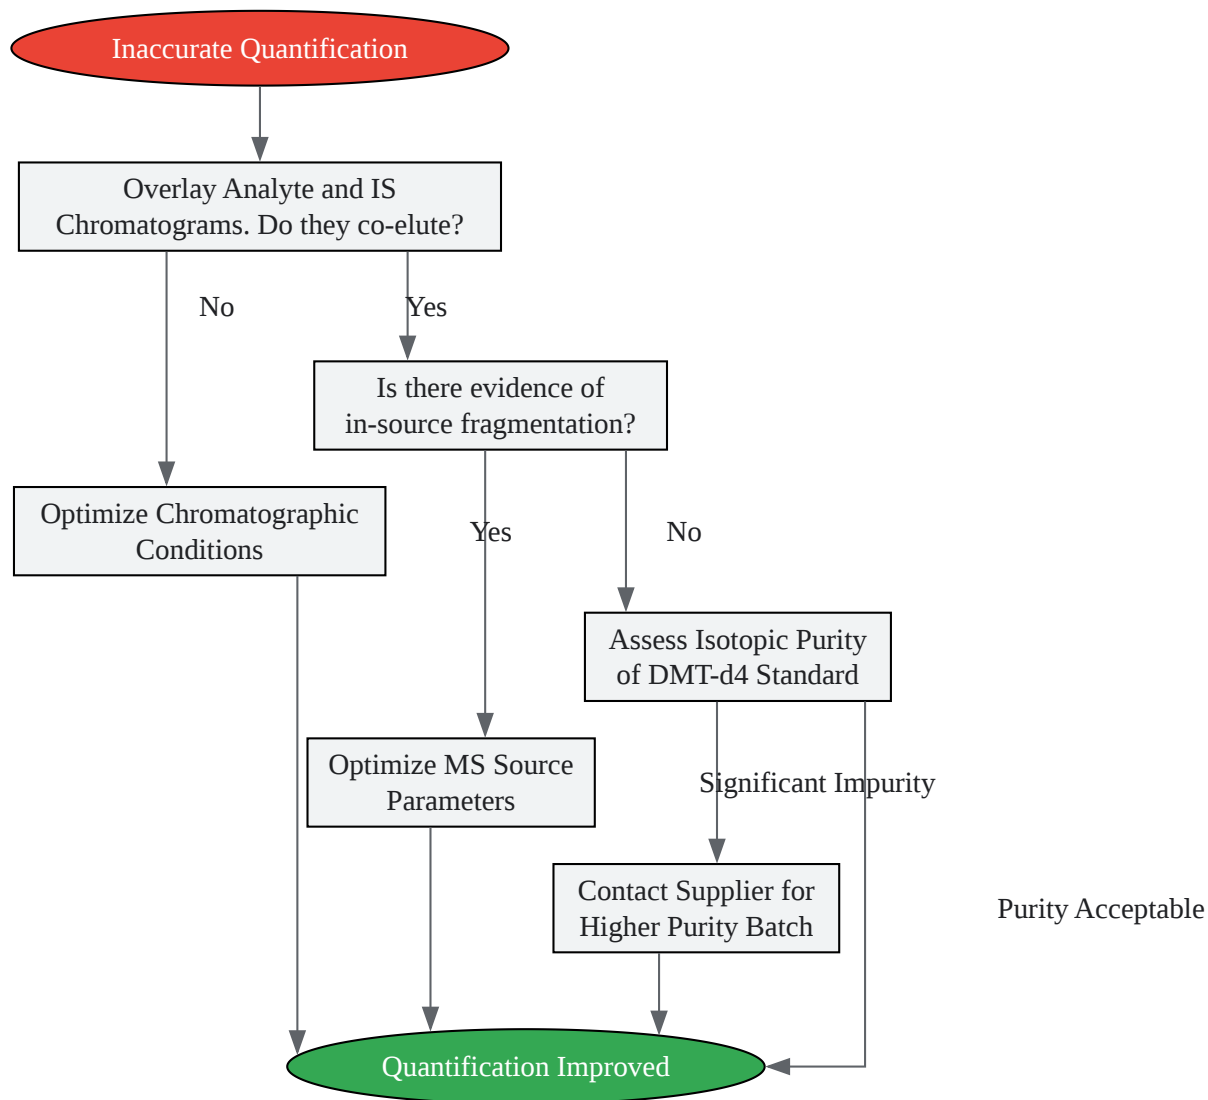 Inaccurate Quantification
Overlay Analyte and IS
Chromatograms. Do they co-elute?
No
Yes
Is there evidence of
in-source fragmentation?
Optimize Chromatographic
Conditions
Yes
No
Assess Isotopic Purity
of DMT-d4 Standard
Optimize MS Source
Parameters
Significant Impurity
Contact Supplier for
Higher Purity Batch
Purity Acceptable
Quantification Improved